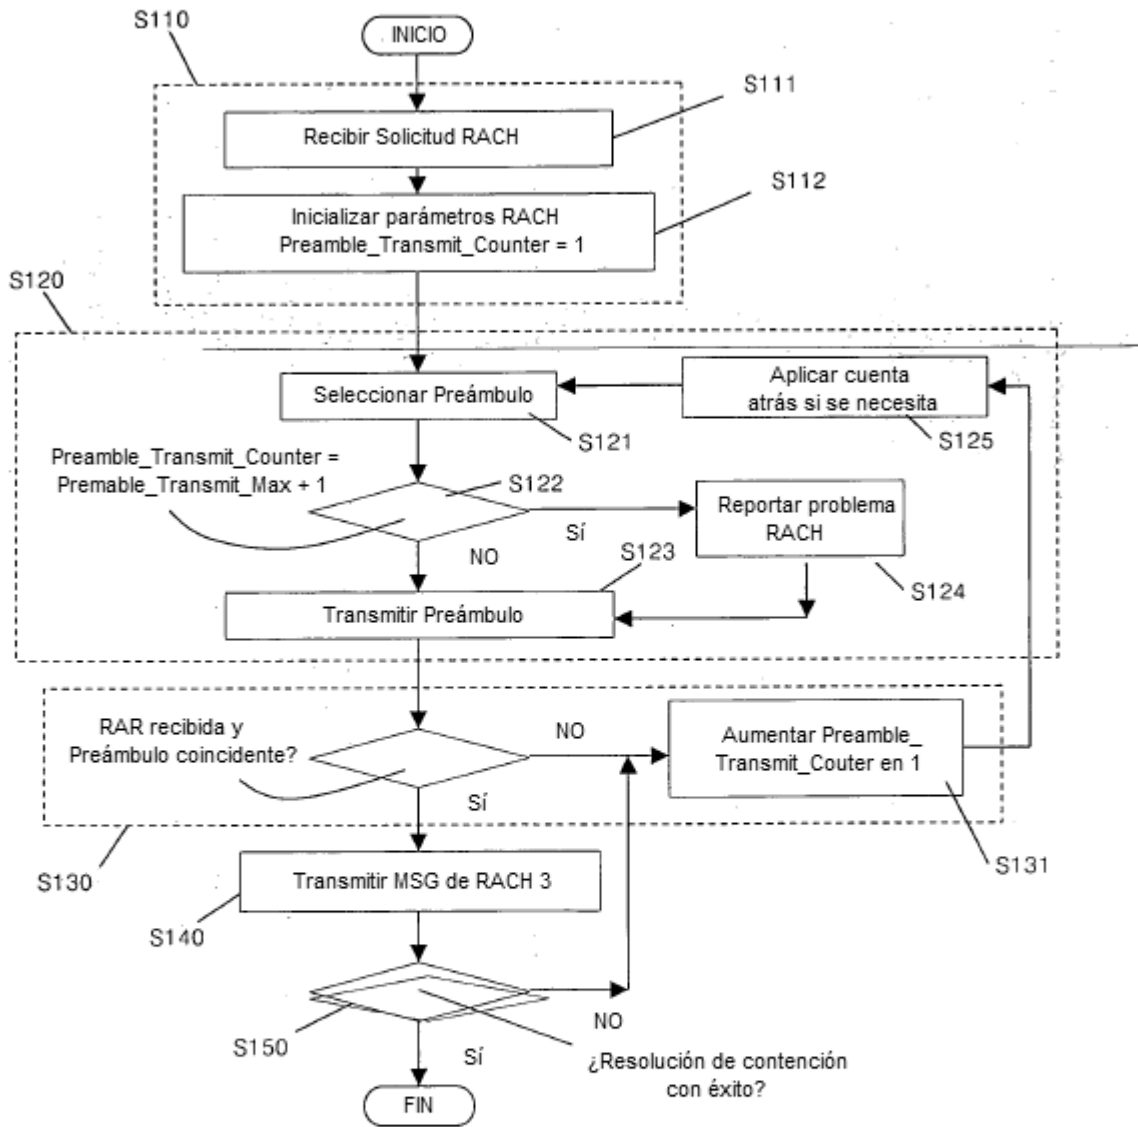 S110
INICIO
S111
Recibir Solicitud RACH
S112
Inicializar parámetros RACH
Preamble_Transmit_Counter = 1
S120
Aplicar cuenta
atrás si se necesita
Seleccionar Preámbulo
S121
S125
Preamble_Transmit_Counter =
Premable_Transmit_Max + 1
S122
Reportar problema
RACH
Sí
NO
S123
S124
Transmitir Preámbulo
RAR recibida y
Preámbulo coincidente?
NO
Aumentar Preamble_
Transmit_Couter en 1
Sí
S131
S130
Transmitir MSG de RACH 3
S140
NO
S150
Sí
¿Resolución de contención
con éxito?
FIN